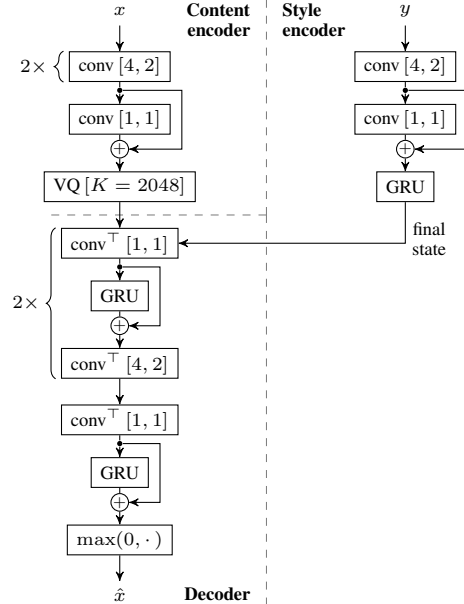 x
Content
encoder
Style
encoder
y
2×
conv [4, 2]
conv [4, 2]
conv [1, 1]
conv [1, 1]
+
+
VQ [K = 2048]
GRU
conv⊤ [1, 1]
final
state
2×
GRU
+
conv⊤ [4, 2]
conv⊤ [1, 1]
GRU
+
max(0, · )
x̂
Decoder